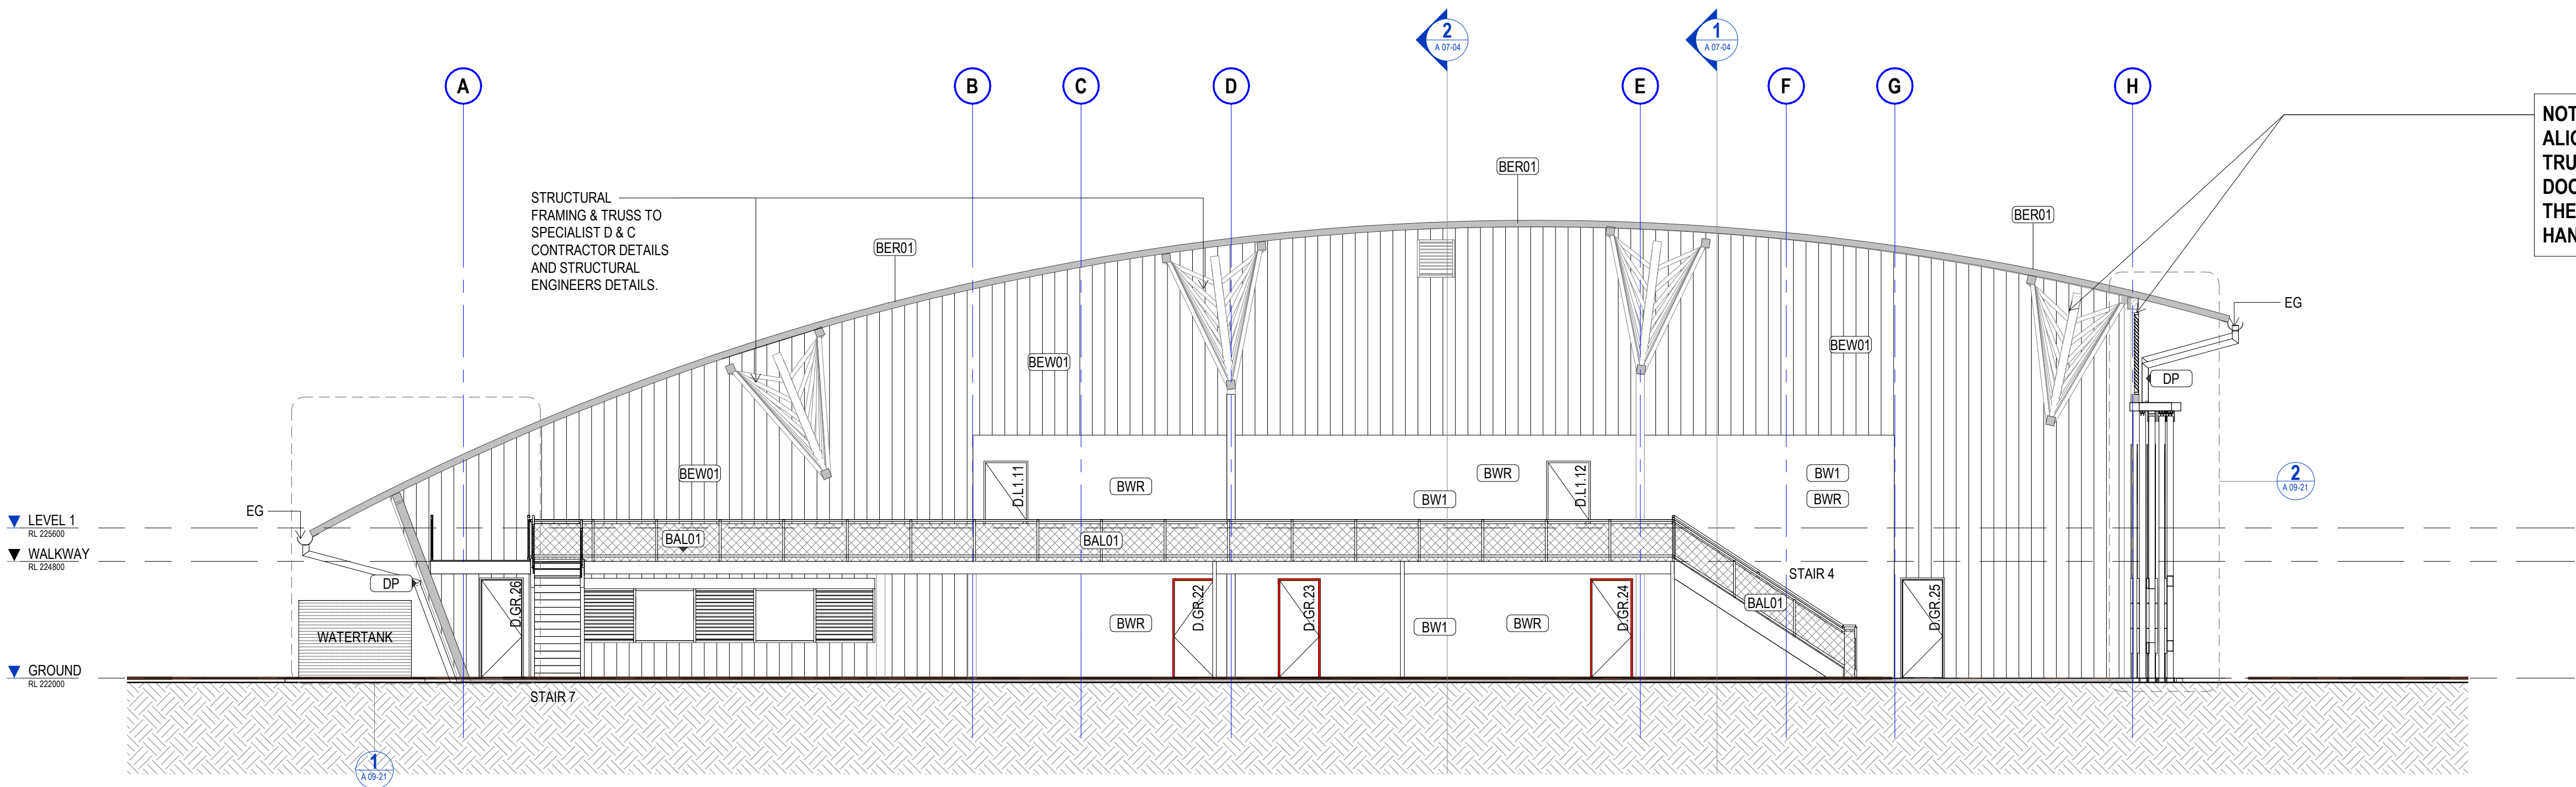 2
A 07-04
1
A 07-04
A
B
C
D
E
F
G
H
NOT
ALIG
TRU
DOO
THE
HAN
BER01
STRUCTURAL
FRAMING & TRUSS TO
SPECIALIST D & C
CONTRACTOR DETAILS
AND STRUCTURAL
ENGINEERS DETAILS.
BER01
BER01
EG
BEW01
BEW01
DP
BEW01
D.L1.11
BWR
BWR
D.L1.12
BW1
BW1
BWR
2
A 09-21
EG
LEVEL 1
RL 225600
BAL01
BAL01
WALKWAY
RL 224800
DP
STAIR 4
D.GR.26
D.GR.22
D.GR.23
D.GR.24
BAL01
D.GR.25
BWR
BW1
BWR
WATERTANK
GROUND
RL 222000
STAIR 7
1
A 09-21